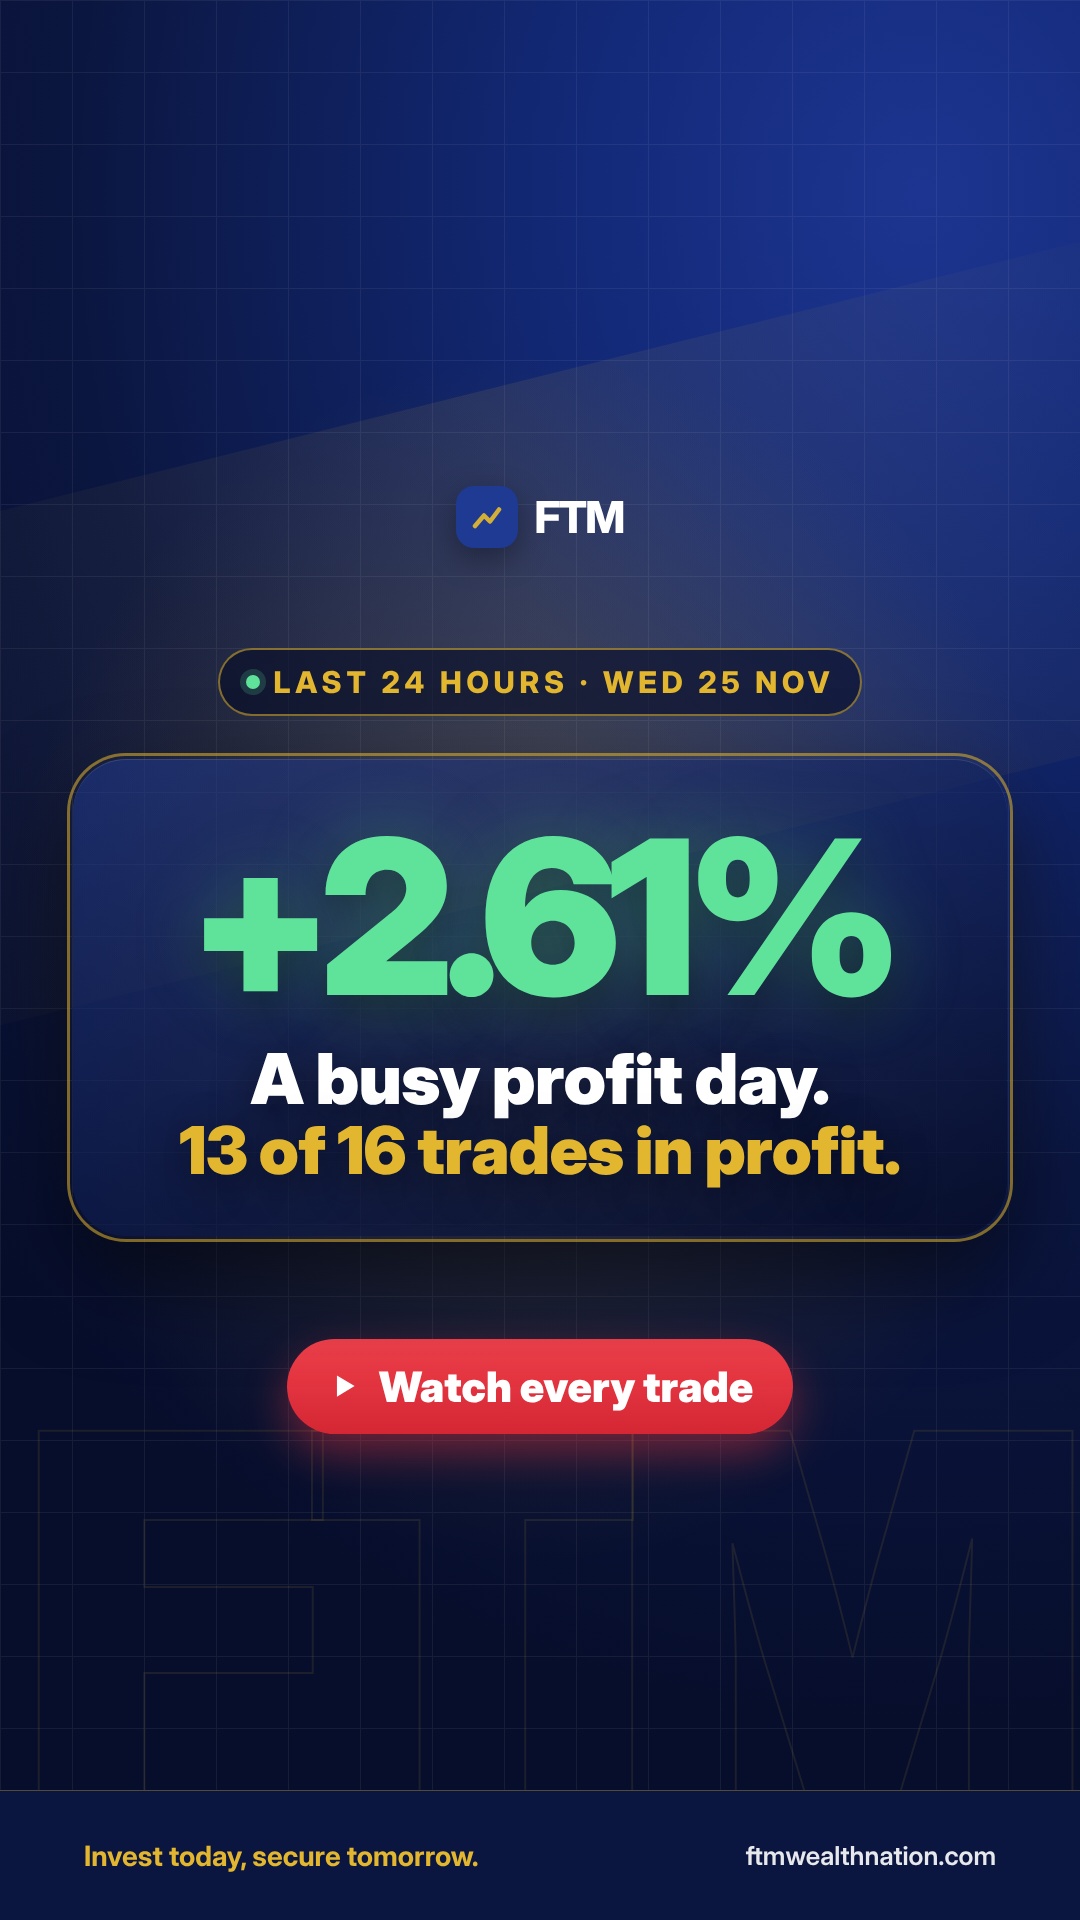 FTM
LAST 24 HOURS · WED 25 NOV
+2.61%
A busy profit day.
13 of 16 trades in profit.
Watch every trade
FTM
Invest today, secure tomorrow.
ftmwealthnation.com